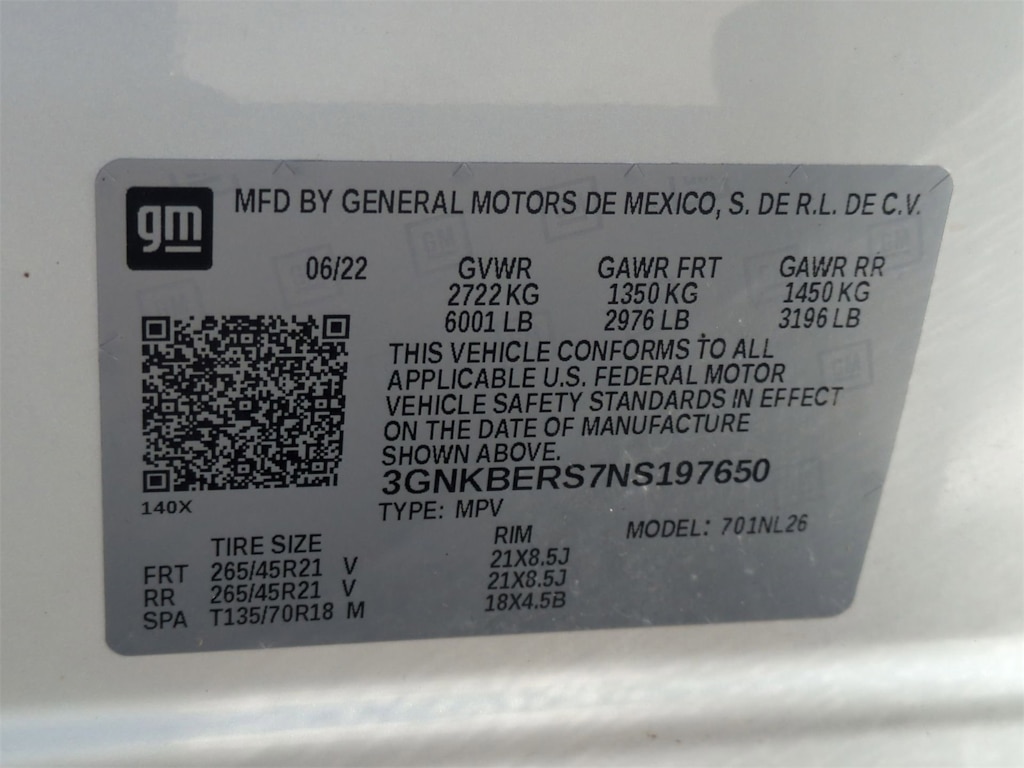 gm
MFD BY GENERAL MOTORS DE MEXICO, S. DE R.L. DE C.V.
06/22 GVWR GAWR FRT GAWR RR
2722 KG 1350 KG 1450 KG
6001 LB 2976 LB 3196 LB
THIS VEHICLE CONFORMS TO ALL
APPLICABLE U.S. FEDERAL MOTOR
VEHICLE SAFETY STANDARDS IN EFFECT
ON THE DATE OF MANUFACTURE
SHOWN ABOVE.
3GNKBERS7NS197650
140X
TYPE: MPV
MODEL: 701NL26
TIRE SIZE RIM
FRT 265/45R21 V 21X8.5J
RR 265/45R21 V 21X8.5J
SPA T135/70R18 M 18X4.5B